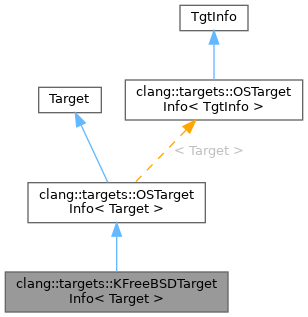 TgtInfo
clang::targets::OSTarget
Info< TgtInfo >
Target
< Target >
clang::targets::OSTarget
Info< Target >
clang::targets::KFreeBSDTarget
Info< Target >